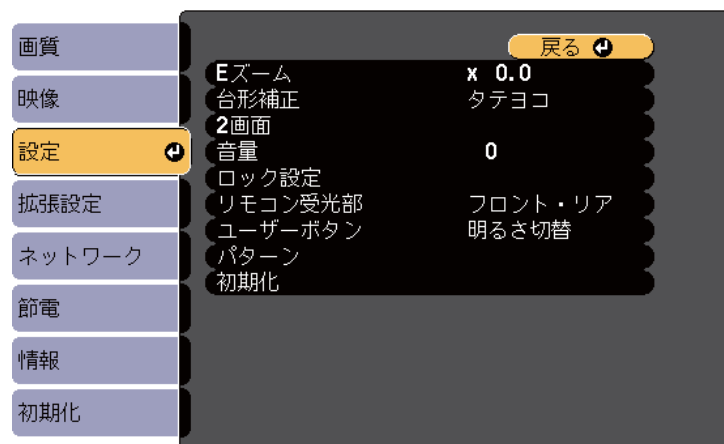 画質
映像
設定
拡張設定
ネットワーク
節電
情報
初期化
戻る
Eズーム x 0.0
台形補正 タテヨコ
2画面
音量 0
ロック設定
リモコン受光部 フロント・リア
ユーザーボタン 明るさ切替
パターン
初期化